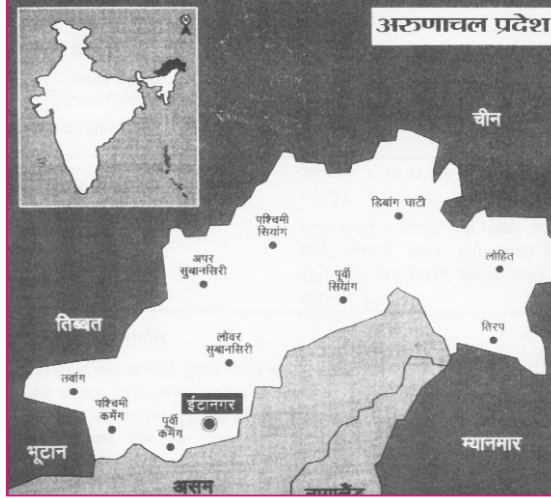 अरुणाचल प्रदेश
चीन
डिबांग घाटी
पश्चिमी
सियांग
लोहित
अपर
सुबानसिरी
पूर्वी
सियांग
तिब्बत
तिरप
लोवर
सुबानसिरी
तवांग
ईटानगर
पश्चिमी
कमेंग
पूर्वी
कमेंग
भूटान
म्यानमार
असम
नागालैंड